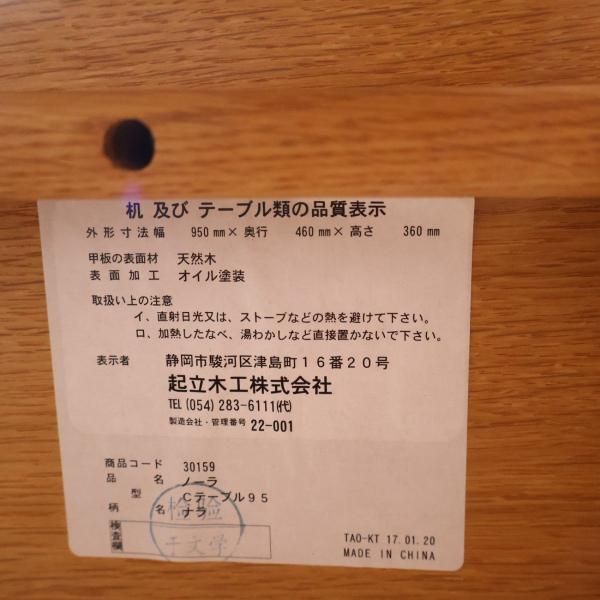 机 及び テーブル類の品質表示
外形寸法幅 950㎜× 奥行 460㎜× 高さ 360㎜
甲板の表面材 天然木
表面加工 オイル塗装
取扱い上の注意
イ、直射日光又は、ストーブなどの熱を避けて下さい。
ロ、加熱したなべ、湯わかしなど直接置かないで下さい。
表示者 静岡市駿河区津島町16番20号
起立木工株式会社
TEL (054) 283-6111㈹
製造会社・管理番号 22-001
商品コード 30159
品名 ノーラ
型 Cテーブル95
柄名 ナラ
検査欄
检验
于文学
TAO-KT 17.01.20
MADE IN CHINA